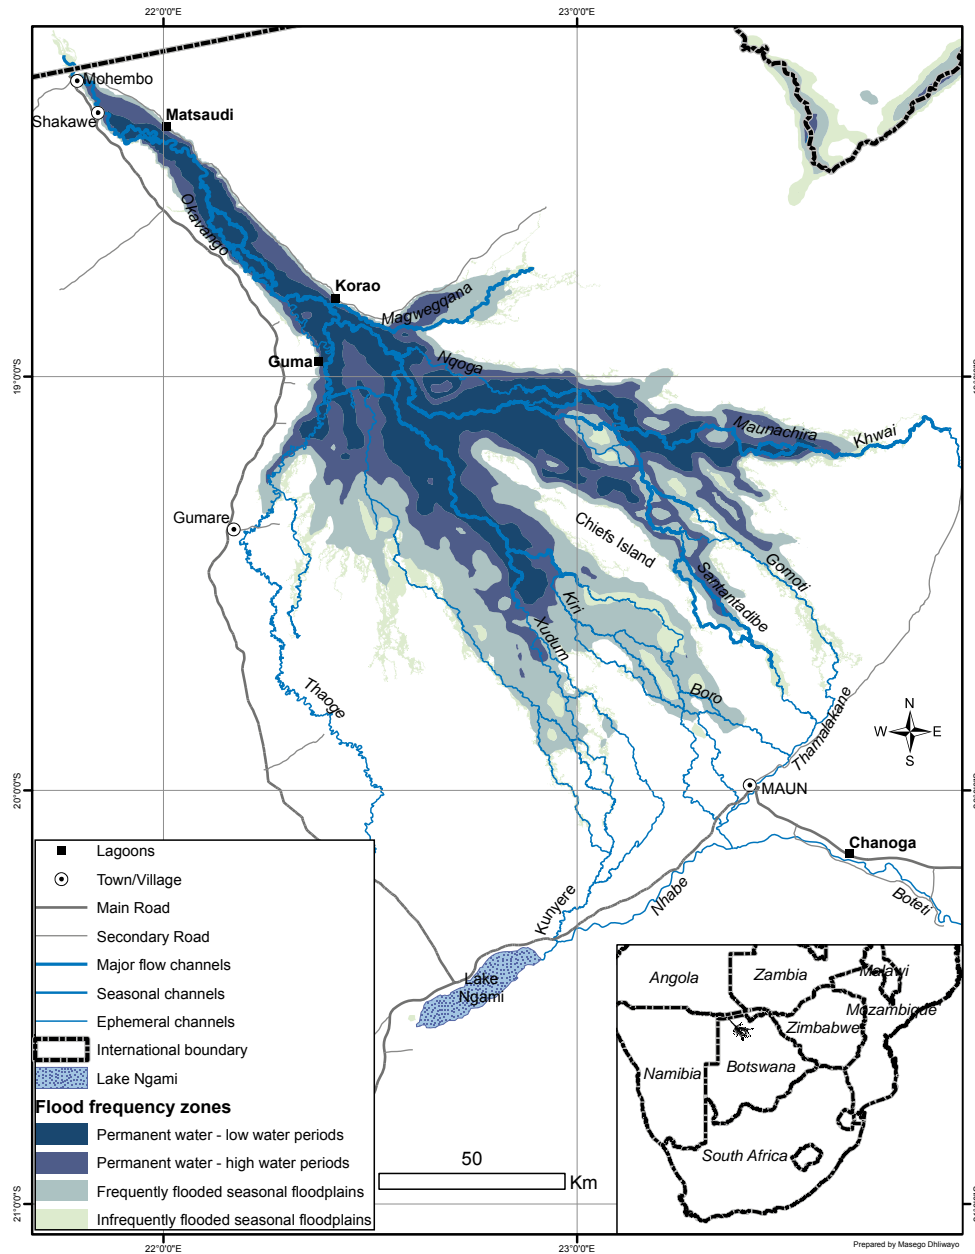 22°0'0"E
23°0'0"E
Mohembo
Shakawe
Matsaudi
Okavango
Korao
Magweqqana
Guma
Nqoga
19°0'0"S
Maunachira
Khwai
Gumare
Chiefs Island
Gomoti
Santantadibe
Kiri
Xudum
Boro
Thaoge
Thamalakane
N
W
E
S
20°0'0"S
MAUN
Chanoga
Boteti
Nhabe
Kunyere
Lake
Ngami
Lagoons
Town/Village
Main Road
Secondary Road
Major flow channels
Seasonal channels
Ephemeral channels
International boundary
Lake Ngami
Flood frequency zones
Permanent water - low water periods
Permanent water - high water periods
Frequently flooded seasonal floodplains
Infrequently flooded seasonal floodplains
50
Km
Angola
Zambia
Malawi
Mozambique
Zimbabwe
Namibia
Botswana
South Africa
21°0'0"S
22°0'0"E
23°0'0"E
Prepared by Masego Dhliwayo